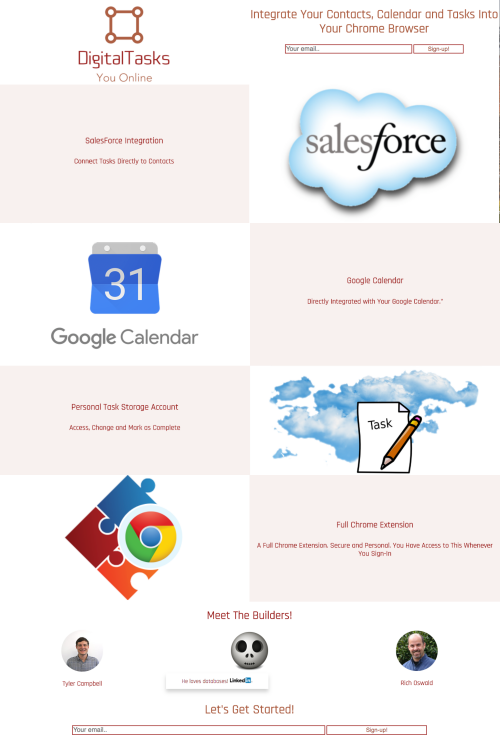 DigitalTasks
You Online
Integrate Your Contacts, Calendar and Tasks Into
Your Chrome Browser
Your email..
Sign-up!
SalesForce Integration
Connect Tasks Directly to Contacts
salesforce
31
Google Calendar
Google Calendar
Directly Integrated with Your Google Calendar."
Personal Task Storage Account
Access, Change and Mark as Complete
Task
Full Chrome Extension
A Full Chrome Extension. Secure and Personal. You Have Access to This Whenever
You Sign-In
Meet The Builders!
Tyler Campbell
He loves databases! LinkedIn
Rich Oswald
Let's Get Started!
Your email..
Sign-up!